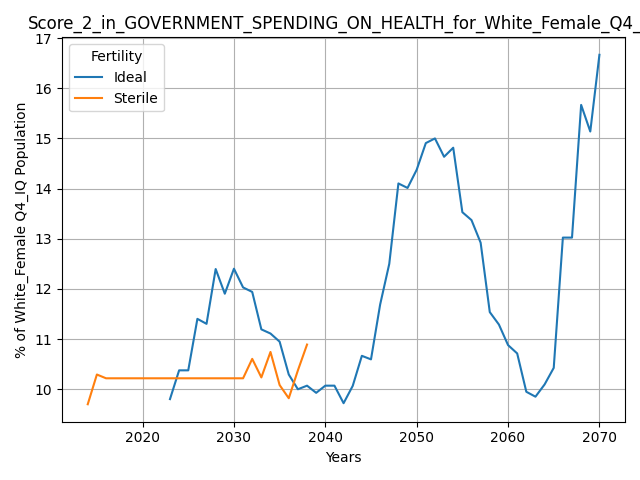 Score_2_in_GOVERNMENT_SPENDING_ON_HEALTH_for_White_Female_Q4_
17
16
15
14
13
12
11
10
% of White_Female Q4_IQ Population
Fertility
Ideal
Sterile
2020 2030 2040 2050 2060 2070
Years